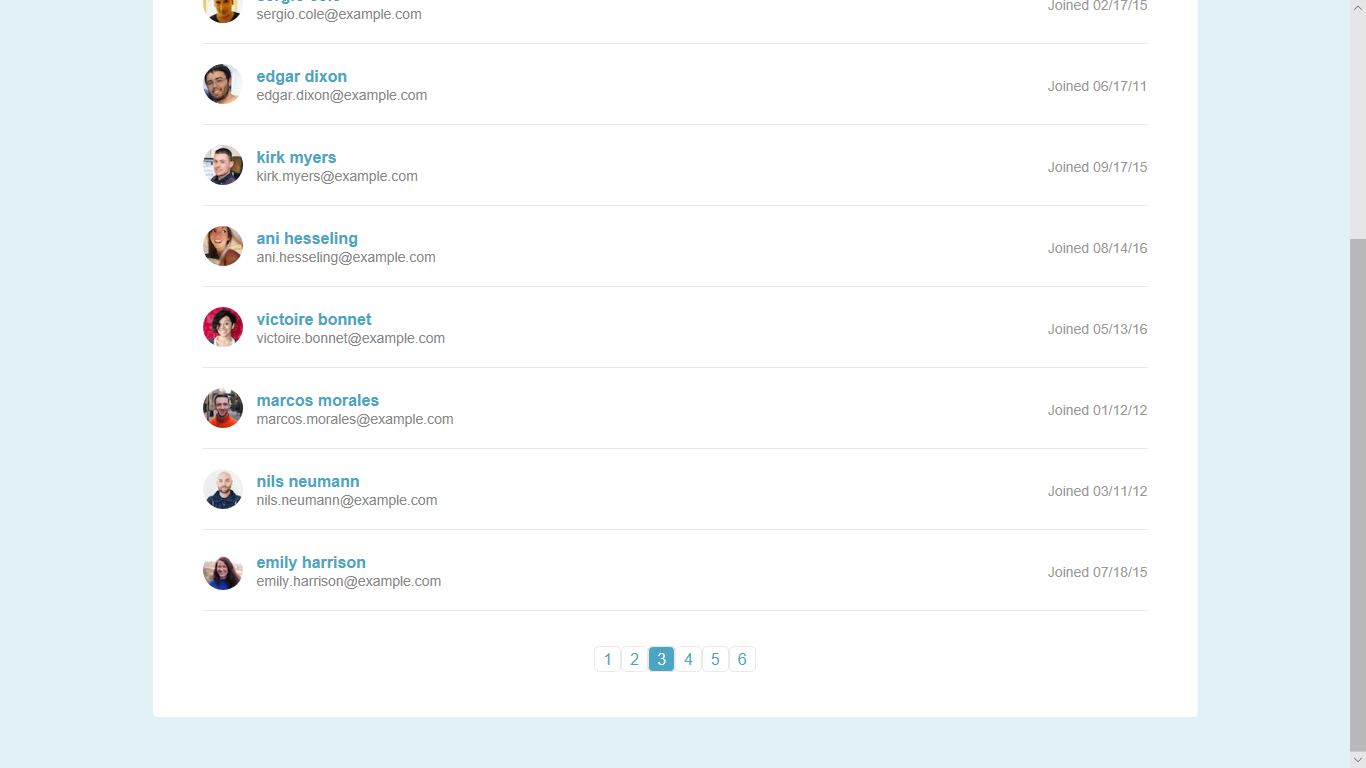 sergio cole
sergio.cole@example.com
Joined 02/17/15
edgar dixon
edgar.dixon@example.com
Joined 06/17/11
kirk myers
kirk.myers@example.com
Joined 09/17/15
ani hesseling
ani.hesseling@example.com
Joined 08/14/16
victoire bonnet
victoire.bonnet@example.com
Joined 05/13/16
marcos morales
marcos.morales@example.com
Joined 01/12/12
nils neumann
nils.neumann@example.com
Joined 03/11/12
emily harrison
emily.harrison@example.com
Joined 07/18/15
1 2 3 4 5 6